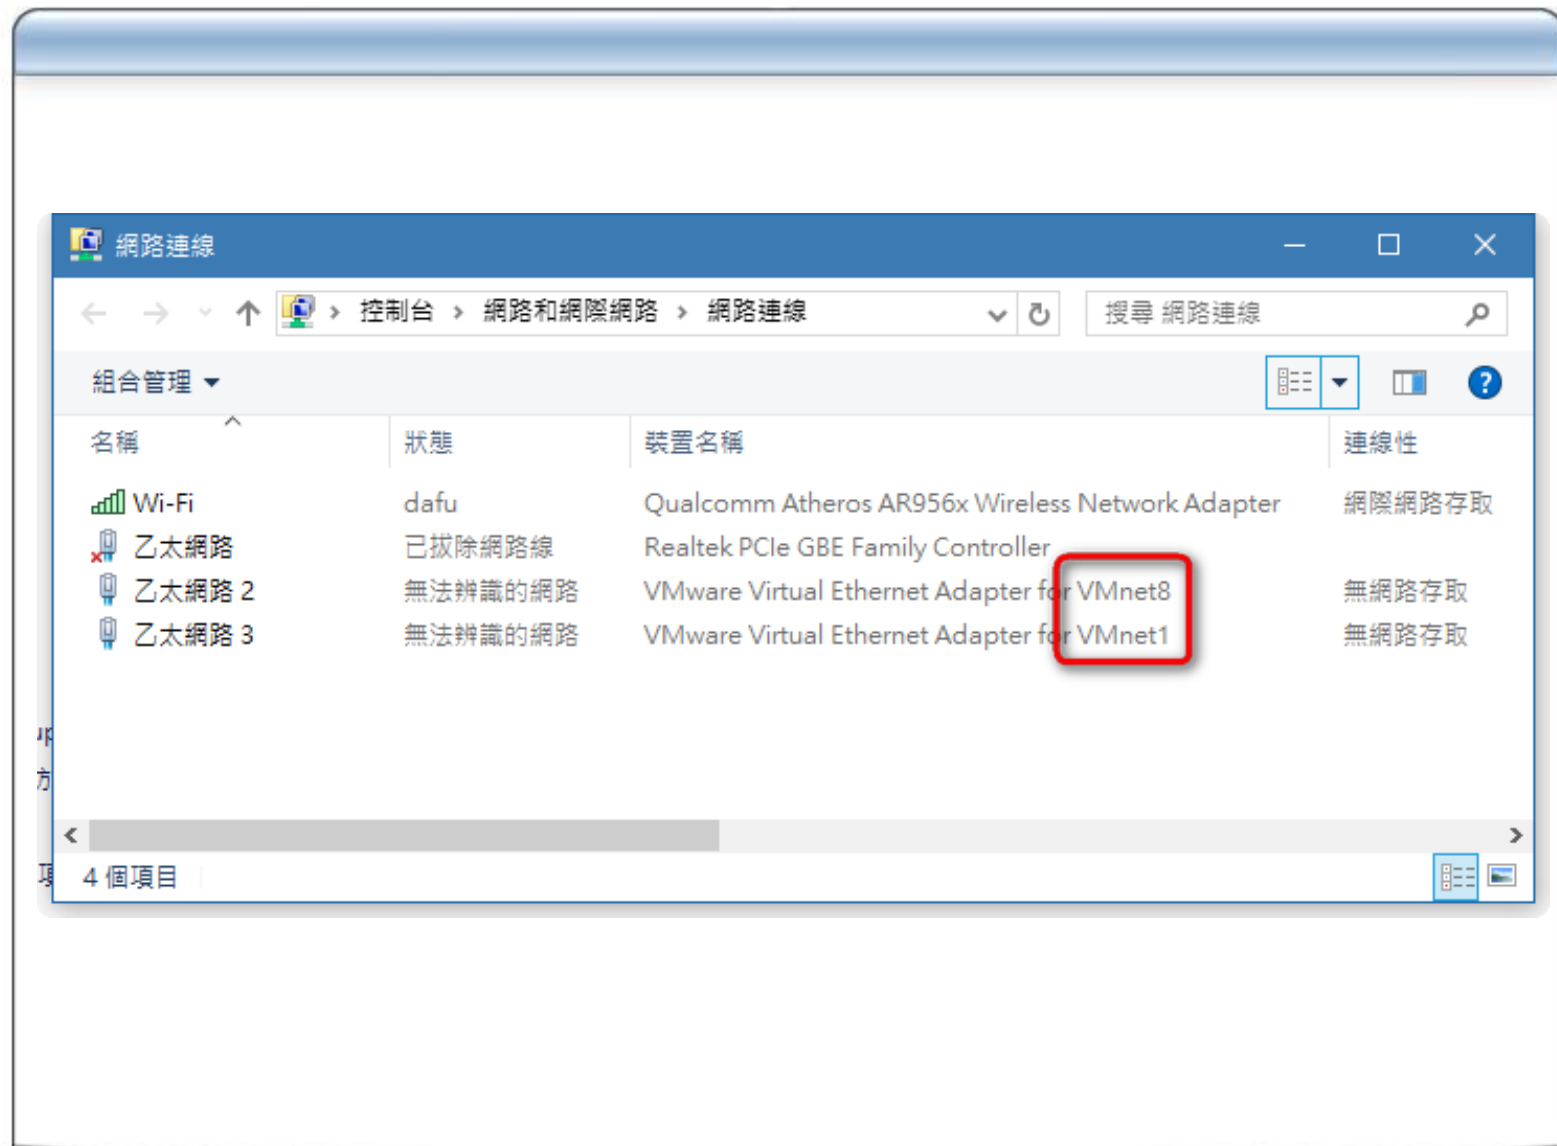 網路連線
控制台 > 網路和網際網路 > 網路連線
搜尋 網路連線
組合管理
名稱 狀態 裝置名稱 連線性
Wi-Fi dafu Qualcomm Atheros AR956x Wireless Network Adapter 網際網路存取
乙太網路 已拔除網路線 Realtek PCIe GBE Family Controller
乙太網路 2 無法辨識的網路 VMware Virtual Ethernet Adapter for VMnet8 無網路存取
乙太網路 3 無法辨識的網路 VMware Virtual Ethernet Adapter for VMnet1 無網路存取
4 個項目